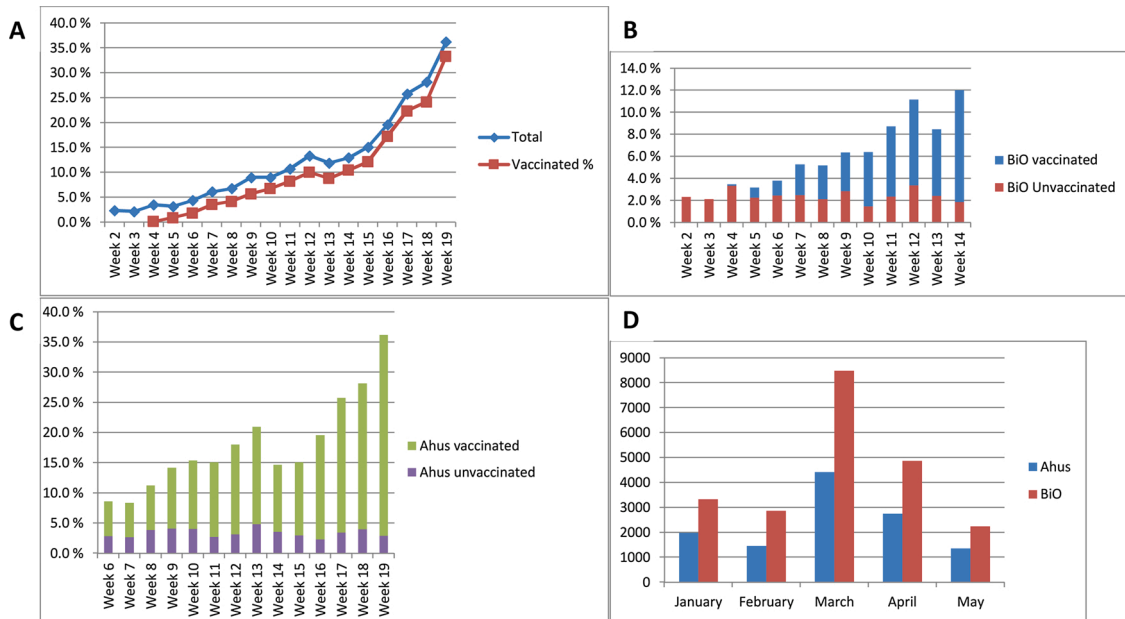 A
40.0 %
35.0 %
30.0 %
25.0 %
20.0 %
15.0 %
10.0 %
5.0 %
0.0 %
Week 2
Week 3
Week 4
Week 5
Week 6
Week 7
Week 8
Week 9
Week 10
Week 11
Week 12
Week 13
Week 14
Week 15
Week 16
Week 17
Week 18
Week 19
Total
Vaccinated %
B
14.0 %
12.0 %
10.0 %
8.0 %
6.0 %
4.0 %
2.0 %
0.0 %
Week 2
Week 3
Week 4
Week 5
Week 6
Week 7
Week 8
Week 9
Week 10
Week 11
Week 12
Week 13
Week 14
BiO vaccinated
BiO Unvaccinated
C
40.0 %
35.0 %
30.0 %
25.0 %
20.0 %
15.0 %
10.0 %
5.0 %
0.0 %
Week 6
Week 7
Week 8
Week 9
Week 10
Week 11
Week 12
Week 13
Week 14
Week 15
Week 16
Week 17
Week 18
Week 19
Ahus vaccinated
Ahus unvaccinated
D
9000
8000
7000
6000
5000
4000
3000
2000
1000
0
January
February
March
April
May
Ahus
BiO